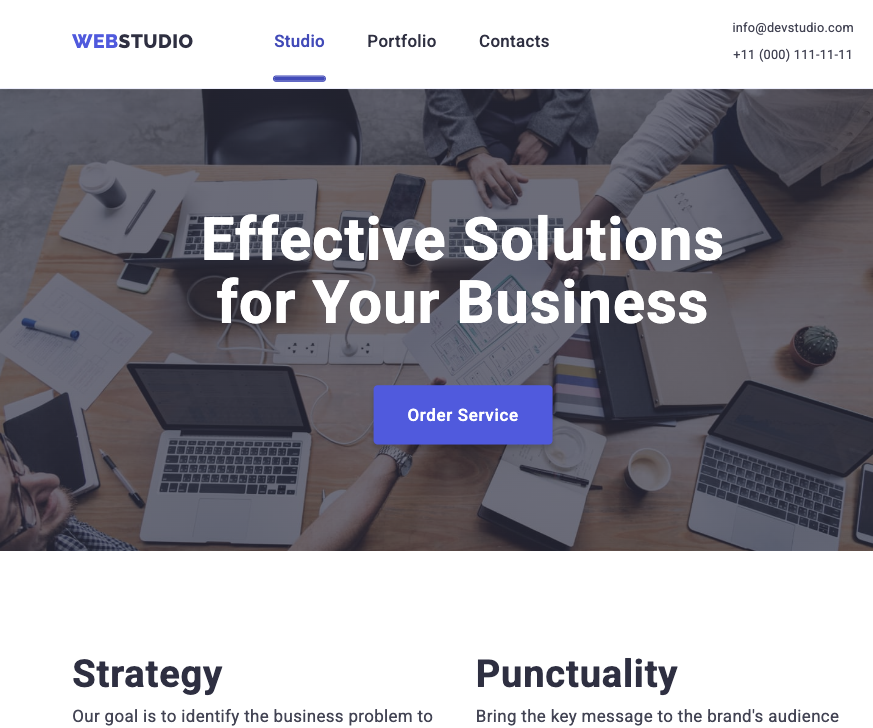 WEBSTUDIO
Studio
Portfolio
Contacts
info@devstudio.com
+11 (000) 111-11-11
Effective Solutions
for Your Business
Order Service
Strategy
Our goal is to identify the business problem to
Punctuality
Bring the key message to the brand's audience